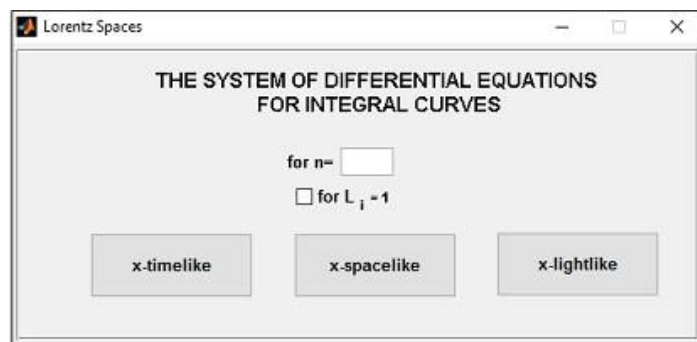 Lorentz Spaces
THE SYSTEM OF DIFFERENTIAL EQUATIONS
FOR INTEGRAL CURVES
for n=
for L i = 1
x-timelike
x-spacelike
x-lightlike